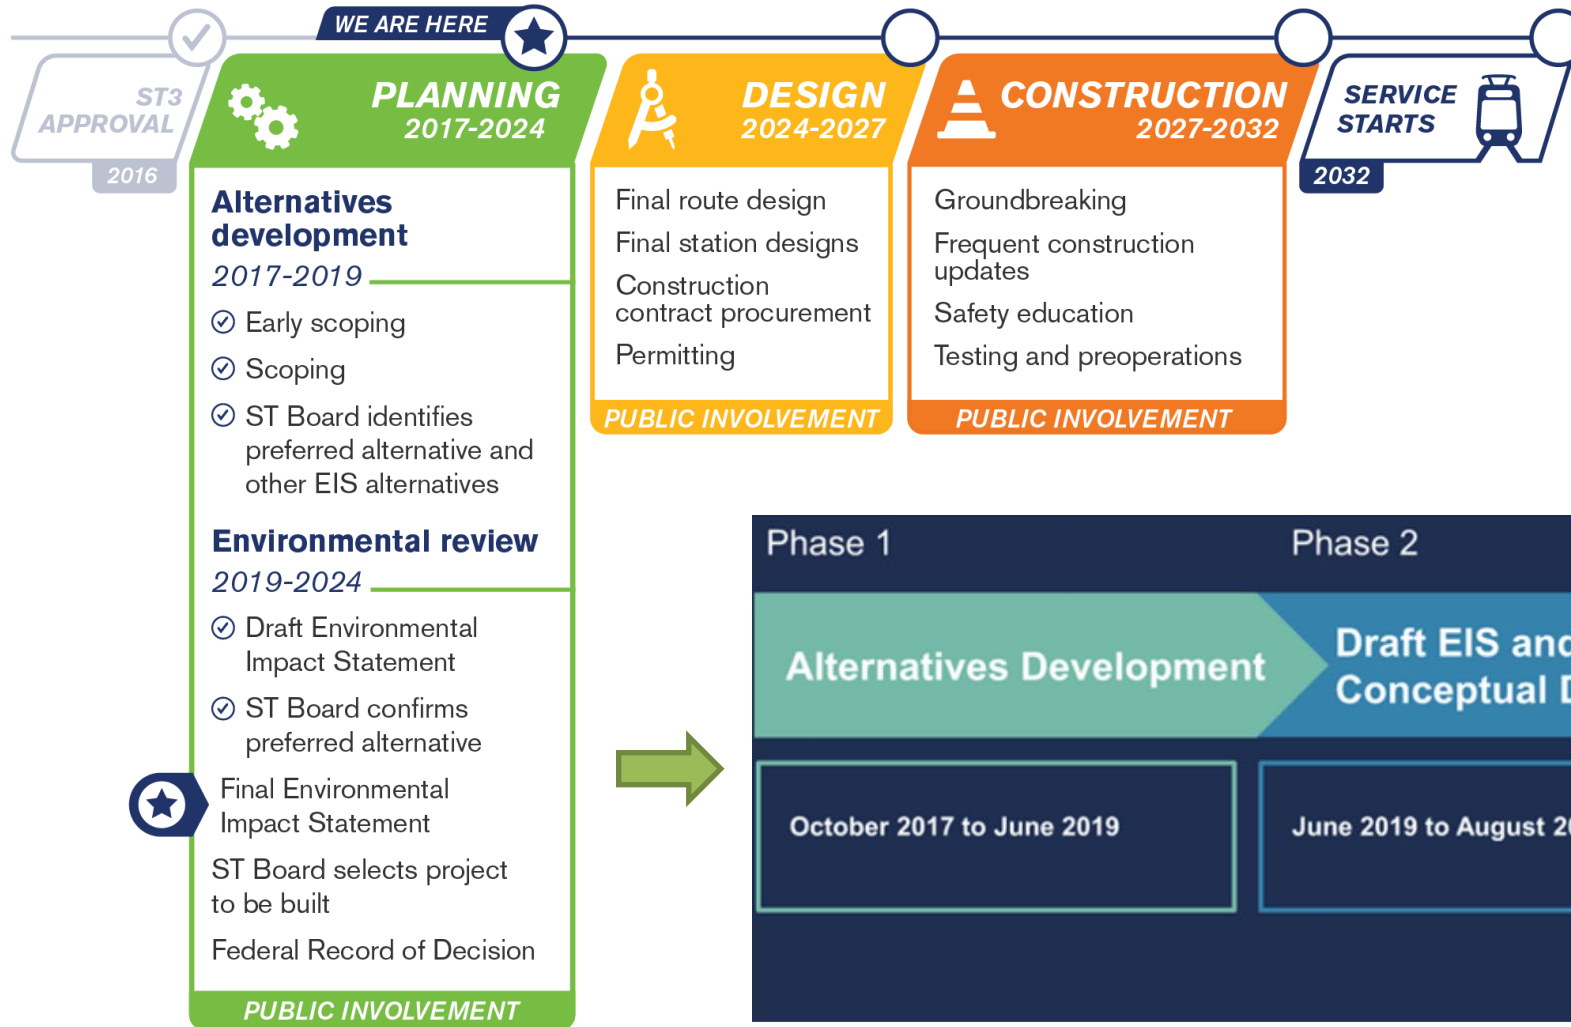 WE ARE HERE
ST3
APPROVAL
2016
PLANNING
2017-2024
DESIGN
2024-2027
CONSTRUCTION
2027-2032
SERVICE
STARTS
2032
Alternatives
development
2017-2019
Early scoping
Scoping
ST Board identifies
preferred alternative and
other EIS alternatives
Environmental review
2019-2024
Draft Environmental
Impact Statement
ST Board confirms
preferred alternative
Final Environmental
Impact Statement
ST Board selects project
to be built
Federal Record of Decision
PUBLIC INVOLVEMENT
Final route design
Final station designs
Construction
contract procurement
Permitting
PUBLIC INVOLVEMENT
Groundbreaking
Frequent construction
updates
Safety education
Testing and preoperations
PUBLIC INVOLVEMENT
Phase 1
Alternatives Development
October 2017 to June 2019
Phase 2
Draft EIS and
Conceptual
June 2019 to August